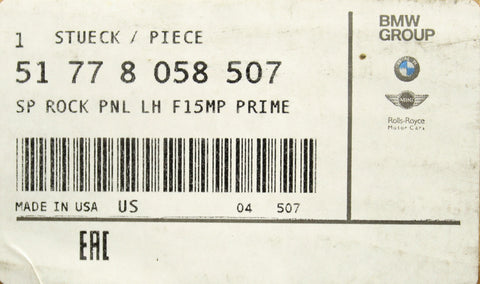 1 STUECK / PIECE
51 77 8 058 507
SP ROCK PNL LH F15MP PRIME
MADE IN USA US 04 507
EAC
BMW
GROUP
MINI
Rolls-Royce
Motor Cars